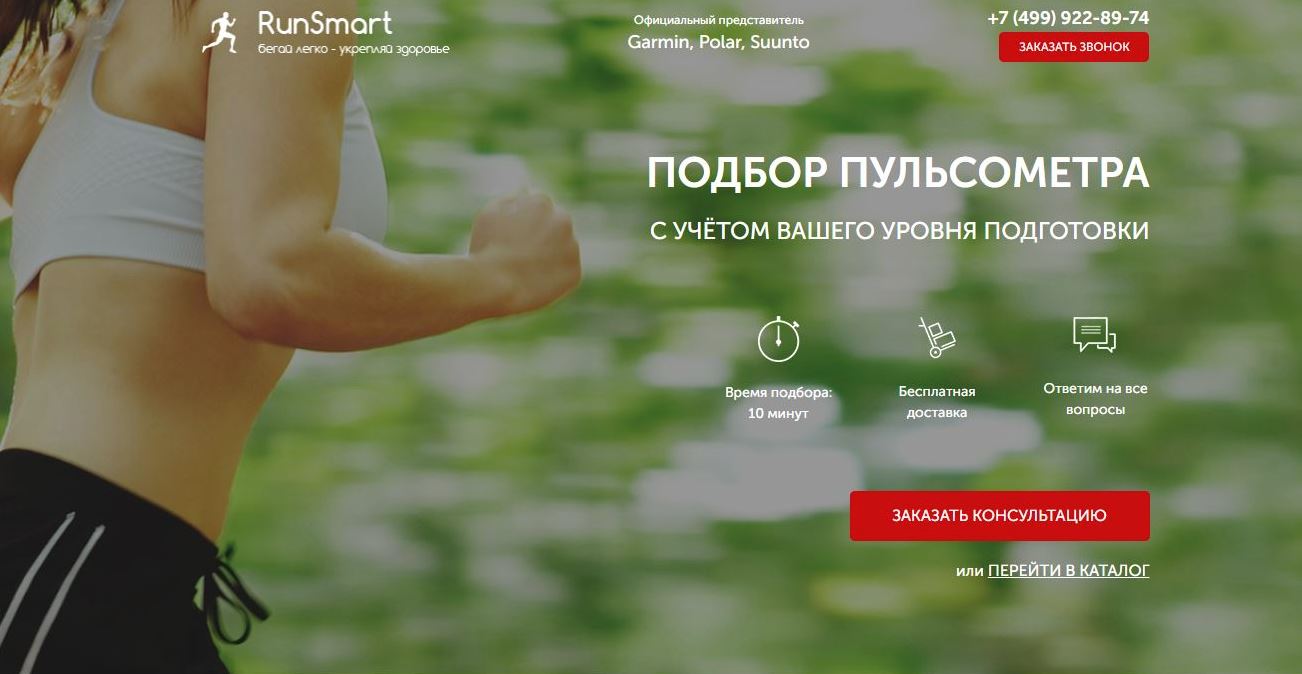 RunSmart
бегай легко - укрепляй здоровье
Официальный представитель
Garmin, Polar, Suunto
+7 (499) 922-89-74
ЗАКАЗАТЬ ЗВОНОК
ПОДБОР ПУЛЬСОМЕТРА
С УЧЁТОМ ВАШЕГО УРОВНЯ ПОДГОТОВКИ
Время подбора:
10 минут
Бесплатная
доставка
Ответим на все
вопросы
ЗАКАЗАТЬ КОНСУЛЬТАЦИЮ
или ПЕРЕЙТИ В КАТАЛОГ